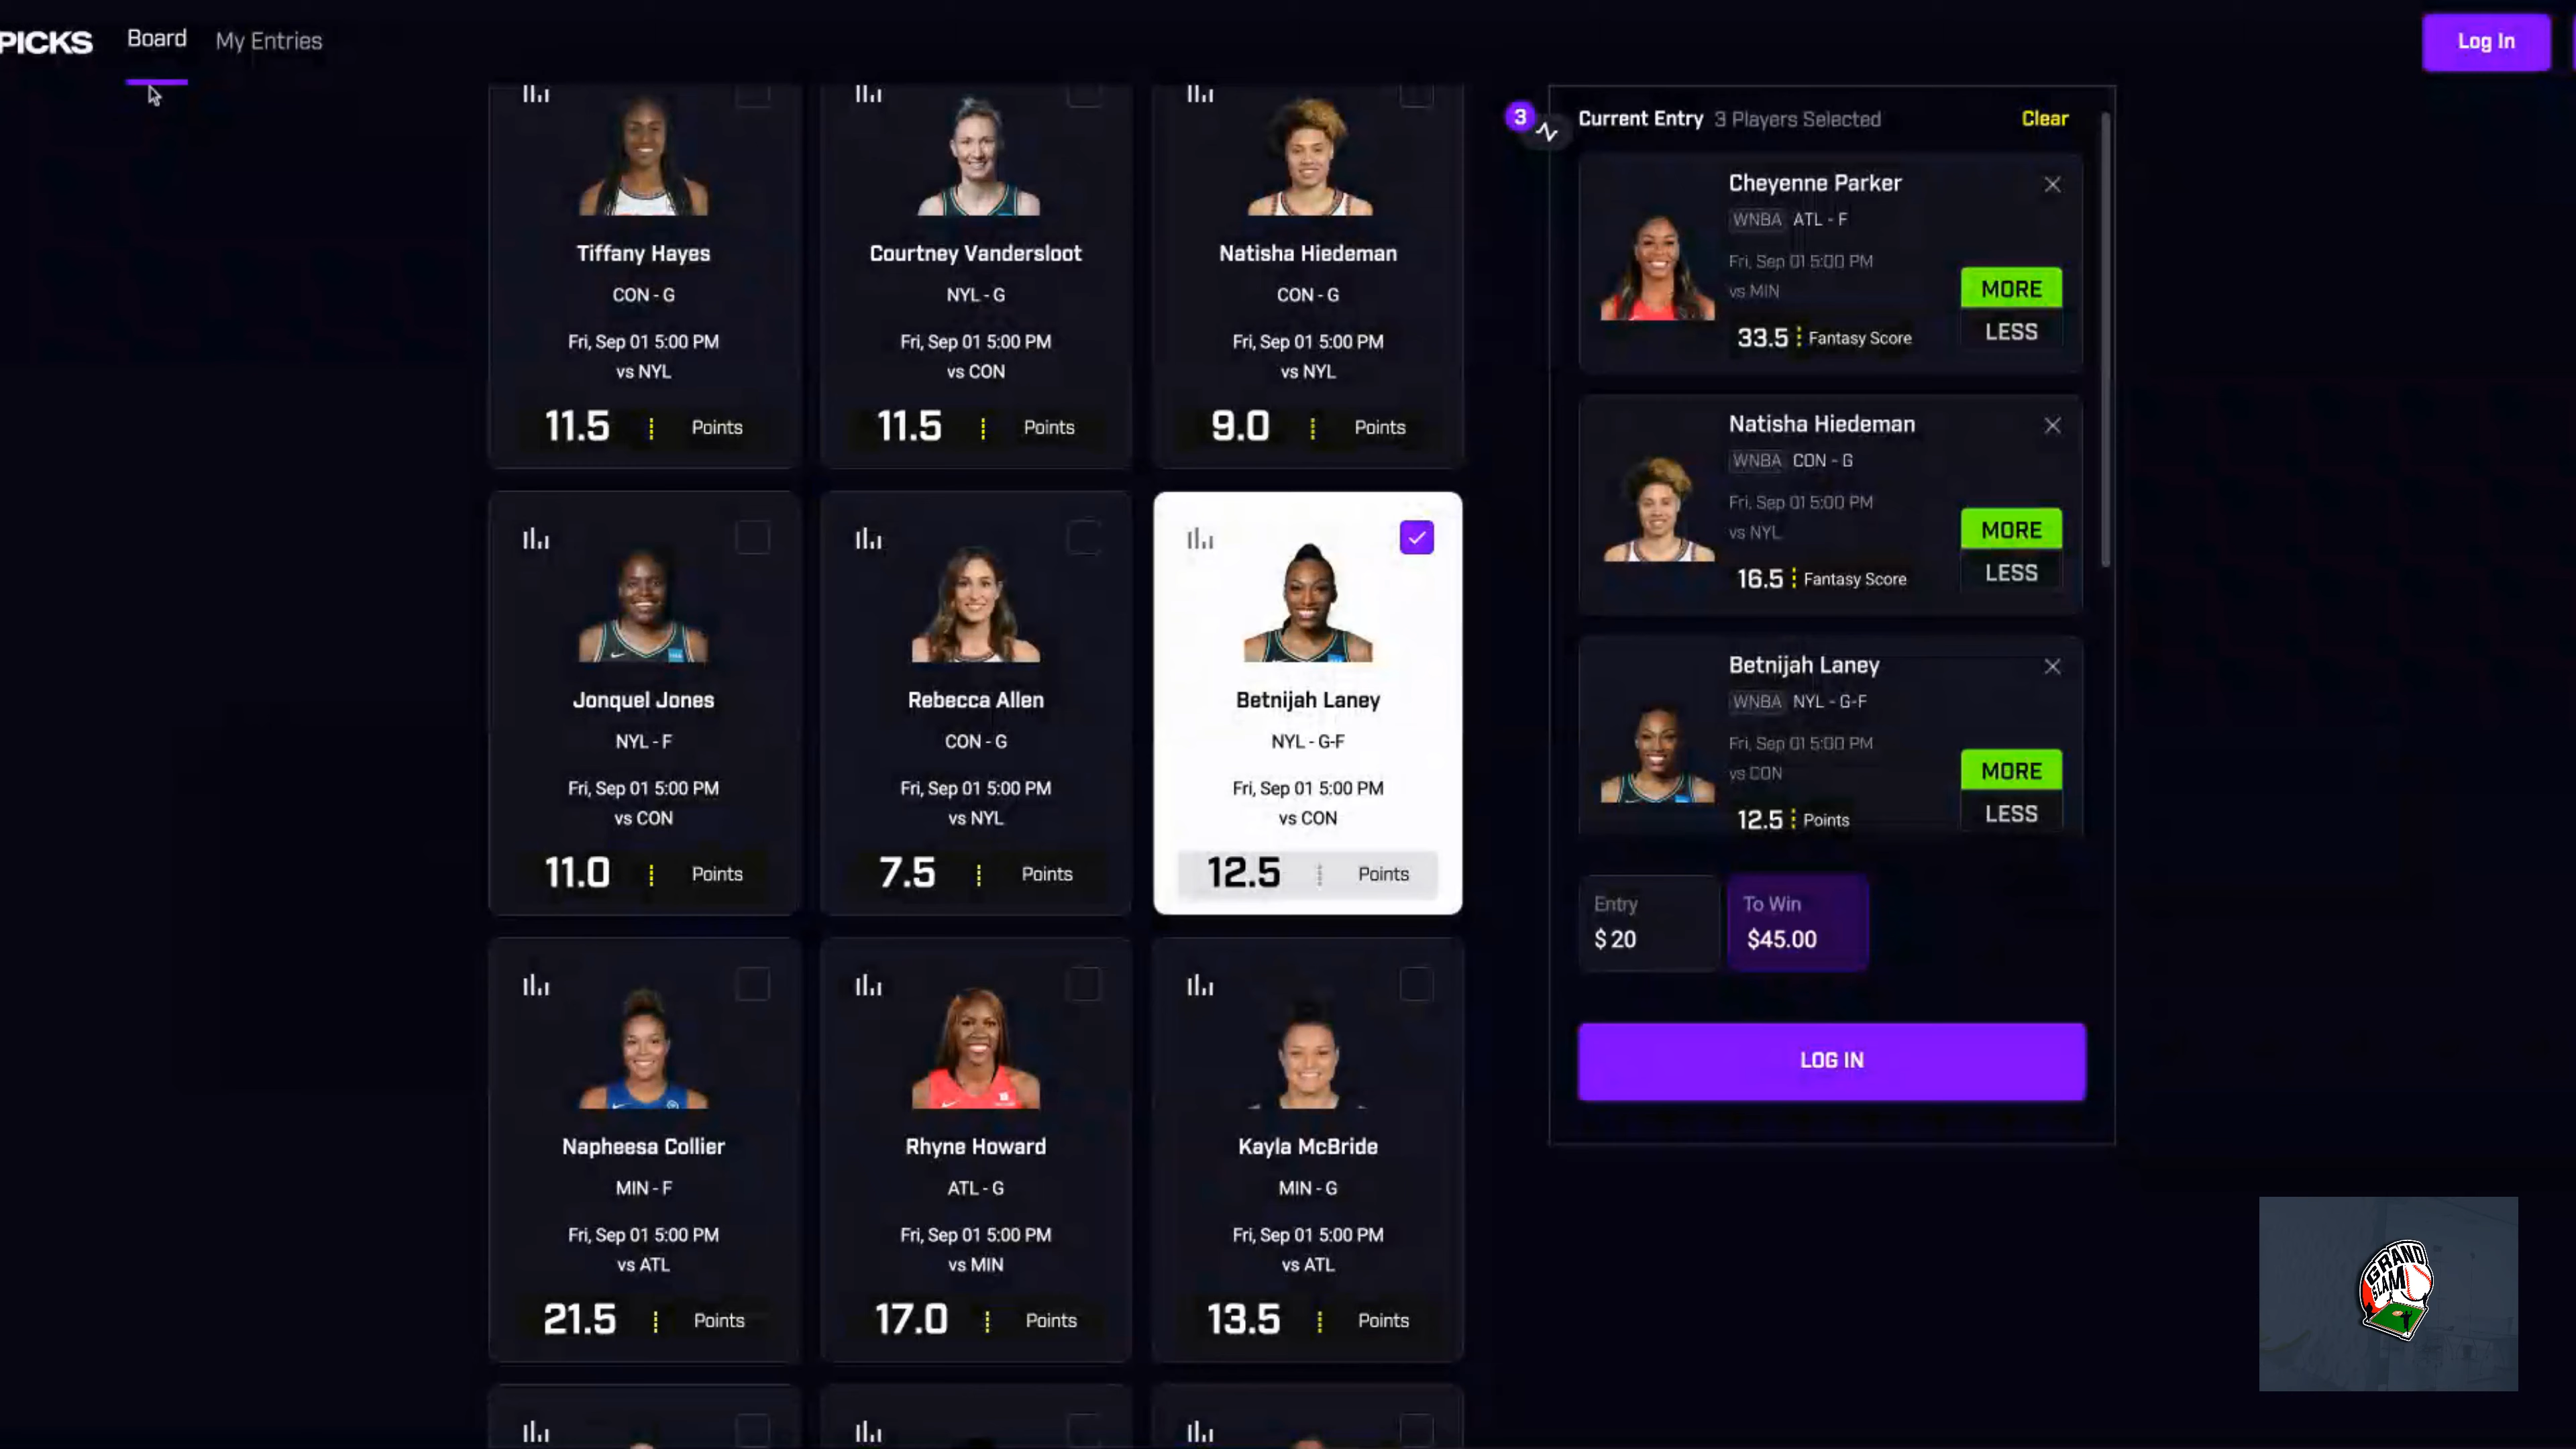 PICKS
Board
My Entries
Log In
Tiffany Hayes
CON - G
Fri, Sep 01 5:00 PM
vs NYL
11.5 Points
Courtney Vandersloot
NYL - G
Fri, Sep 01 5:00 PM
vs CON
11.5 Points
Natisha Hiedeman
CON - G
Fri, Sep 01 5:00 PM
vs NYL
9.0 Points
Jonquel Jones
NYL - F
Fri, Sep 01 5:00 PM
vs CON
11.0 Points
Rebecca Allen
CON - G
Fri, Sep 01 5:00 PM
vs NYL
7.5 Points
Betnijah Laney
NYL - G-F
Fri, Sep 01 5:00 PM
vs CON
12.5 Points
Napheesa Collier
MIN - F
Fri, Sep 01 5:00 PM
vs ATL
21.5 Points
Rhyne Howard
ATL - G
Fri, Sep 01 5:00 PM
vs MIN
17.0 Points
Kayla McBride
MIN - G
Fri, Sep 01 5:00 PM
vs ATL
13.5 Points
3
Current Entry 3 Players Selected Clear
Cheyenne Parker
WNBA ATL - F
Fri, Sep 01 5:00 PM
vs MIN
33.5 Fantasy Score
MORE
LESS
Natisha Hiedeman
WNBA CON - G
Fri, Sep 01 5:00 PM
vs NYL
16.5 Fantasy Score
MORE
LESS
Betnijah Laney
WNBA NYL - G-F
Fri, Sep 01 5:00 PM
vs CON
12.5 Points
MORE
LESS
Entry
$ 20
To Win
$45.00
LOG IN
GRAND
SLAM